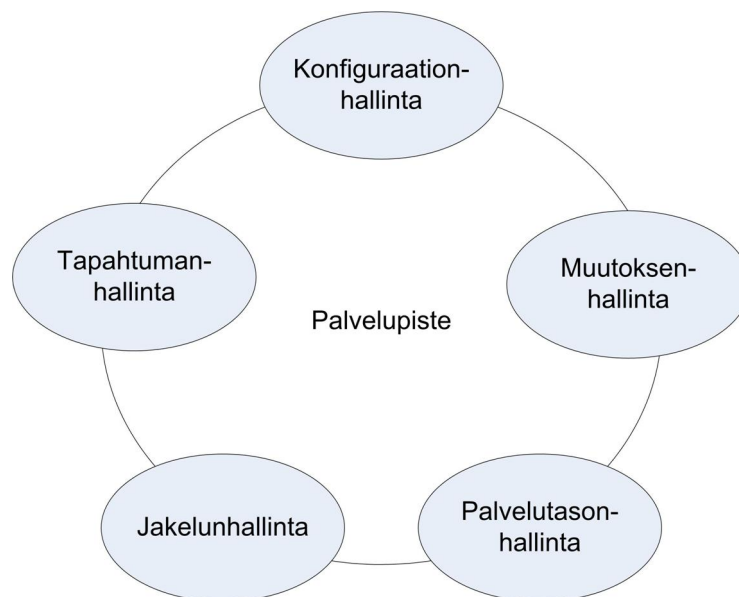 Konfiguraation-
hallinta
Tapahtuman-
hallinta
Muutoksen-
hallinta
Palvelupiste
Jakelunhallinta
Palvelutason-
hallinta